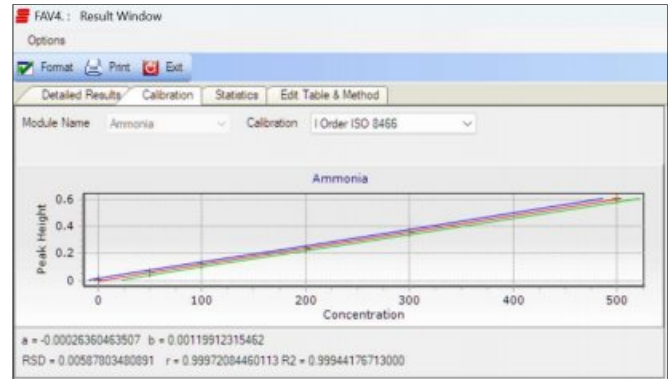 FAV4. : Result Window
Options
Format Print Exit
Detailed Results Calibration Statistics Edit Table & Method
Module Name Ammonia Calibration I Order ISO 8466
Ammonia
Peak Height
0.6
0.4
0.2
0
0 100 200 300 400 500
Concentration
a = -0.00026360463507 b = 0.00119912315462
RSD = 0.00587803480891 r = 0.99972084460113 R2 = 0.99944176713000